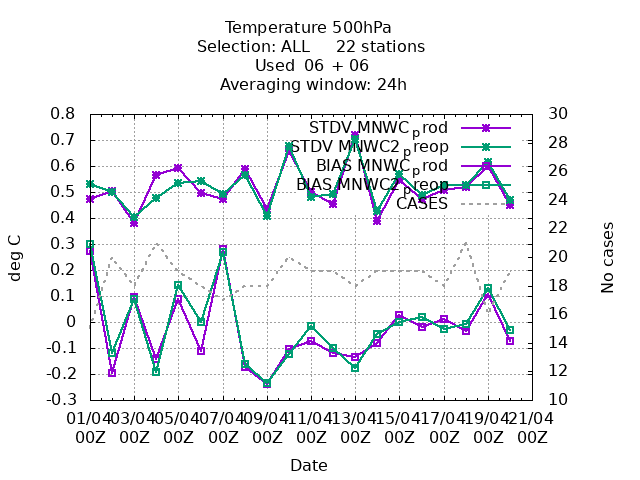 Temperature 500hPa
Selection: ALL 22 stations
Used 06 + 06
Averaging window: 24h
0.8
0.7
0.6
0.5
0.4
0.3
0.2
0.1
0
-0.1
-0.2
-0.3
30
28
26
24
22
20
18
16
14
12
10
STDV MNWC_prod
STDV MNWC2_preop
BIAS MNWC_prod
BIAS MNWC2_preop
CASES
deg C
No cases
01/04 03/04 05/04 07/04 09/04 11/04 13/04 15/04 17/04 19/04 21/04
00Z 00Z 00Z 00Z 00Z 00Z 00Z 00Z 00Z 00Z 00Z
Date